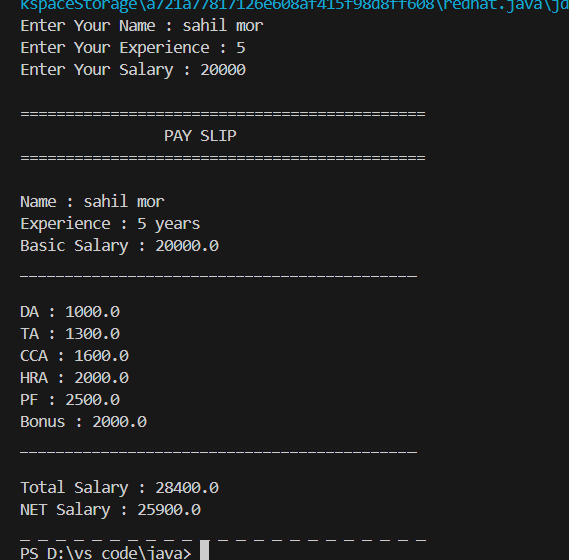 kspaceStorage\a721a77817126e608af415f98d8ff608\redhat.java\jd
Enter Your Name : sahil mor
Enter Your Experience : 5
Enter Your Salary : 20000
=============================================
PAY SLIP
=============================================
Name : sahil mor
Experience : 5 years
Basic Salary : 20000.0
____________________________________________
DA : 1000.0
TA : 1300.0
CCA : 1600.0
HRA : 2000.0
PF : 2500.0
Bonus : 2000.0
____________________________________________
Total Salary : 28400.0
NET Salary : 25900.0
_ _ _ _ _ _ _ _ _ _ _ _ _ _ _ _ _ _ _ _ _ _ _
PS D:\vs code\java>